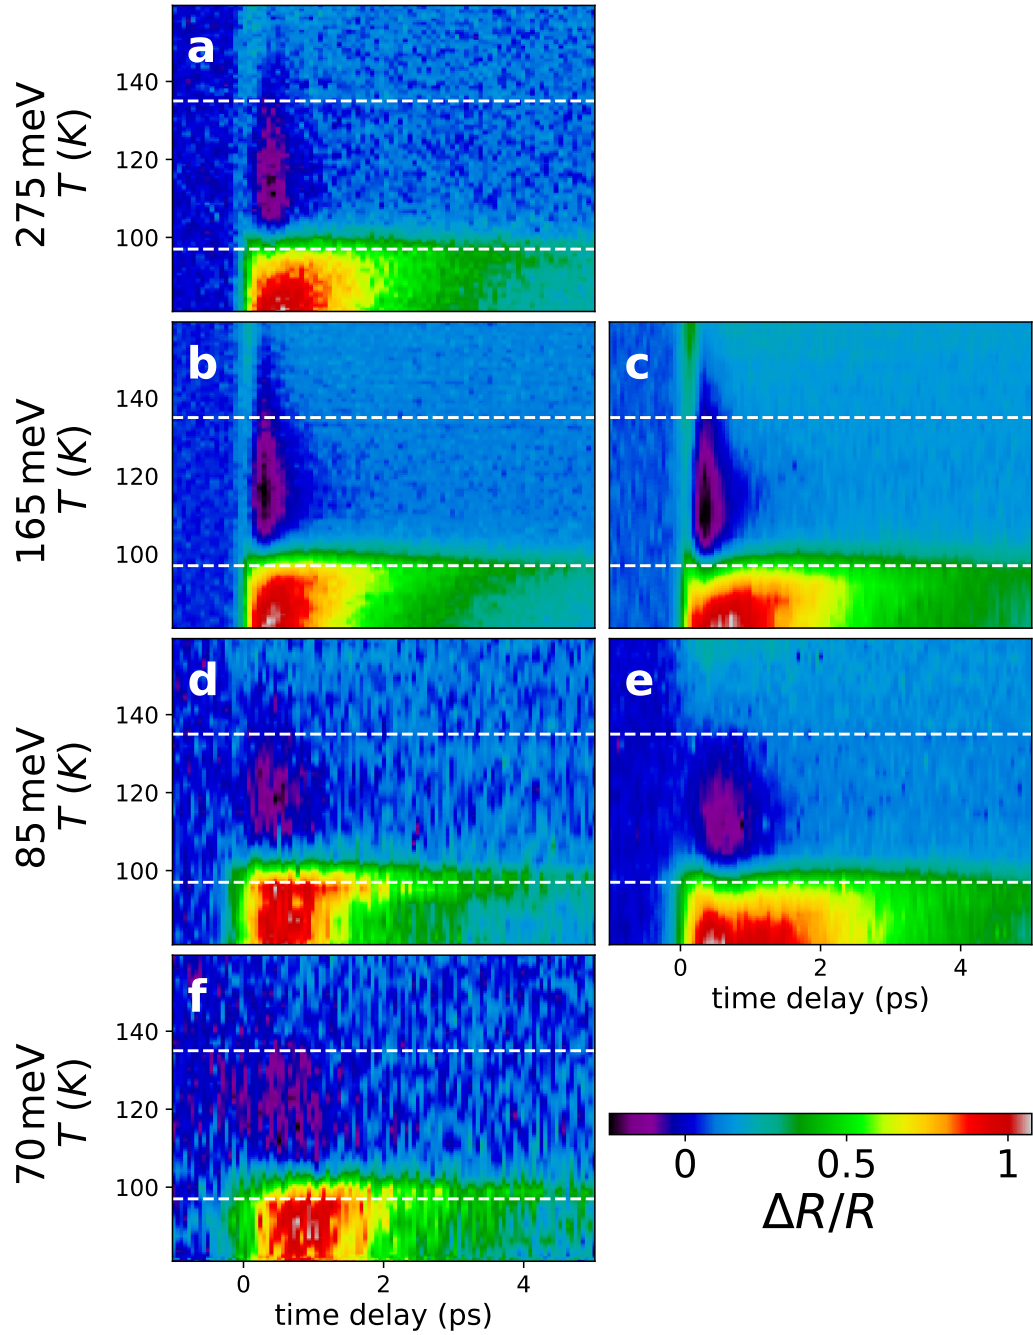 275 meV
T (K)
a
140
120
100
165 meV
T (K)
b
140
120
100
c
85 meV
T (K)
d
140
120
100
e
0 2 4
time delay (ps)
70 meV
T (K)
f
140
120
100
0 2 4
time delay (ps)
0 0.5 1
ΔR/R